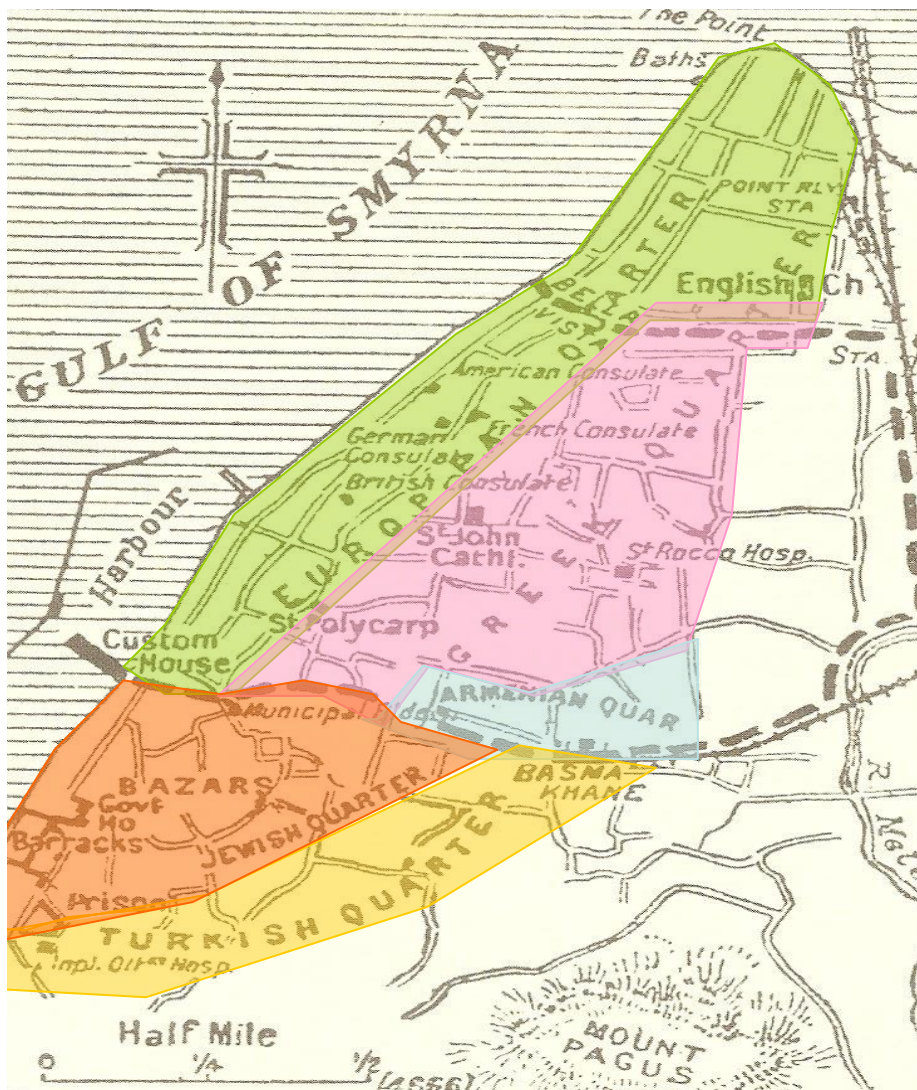 The Point
Baths
GULF OF SMYRNA
POINT RLY
STA
English Ch
BELLA
VISTA
STA.
American Consulate
French Consulate
German
Consulate
British Consulate
EUROPEAN QUARTER
St John
Cathl.
St Rocca Hosp.
GREEK QUARTER
Harbour
Custom
House
St Polycarp
ARMENIAN QUAR
Municipal
BASMA
KHANE
BAZARS
Govt
Ho
Barracks
JEWISH QUARTER
Prison
TURKISH QUARTER
Impl. Ottn Hosp.
MOUNT
PAGUS
Half Mile
0 1/4 1/2